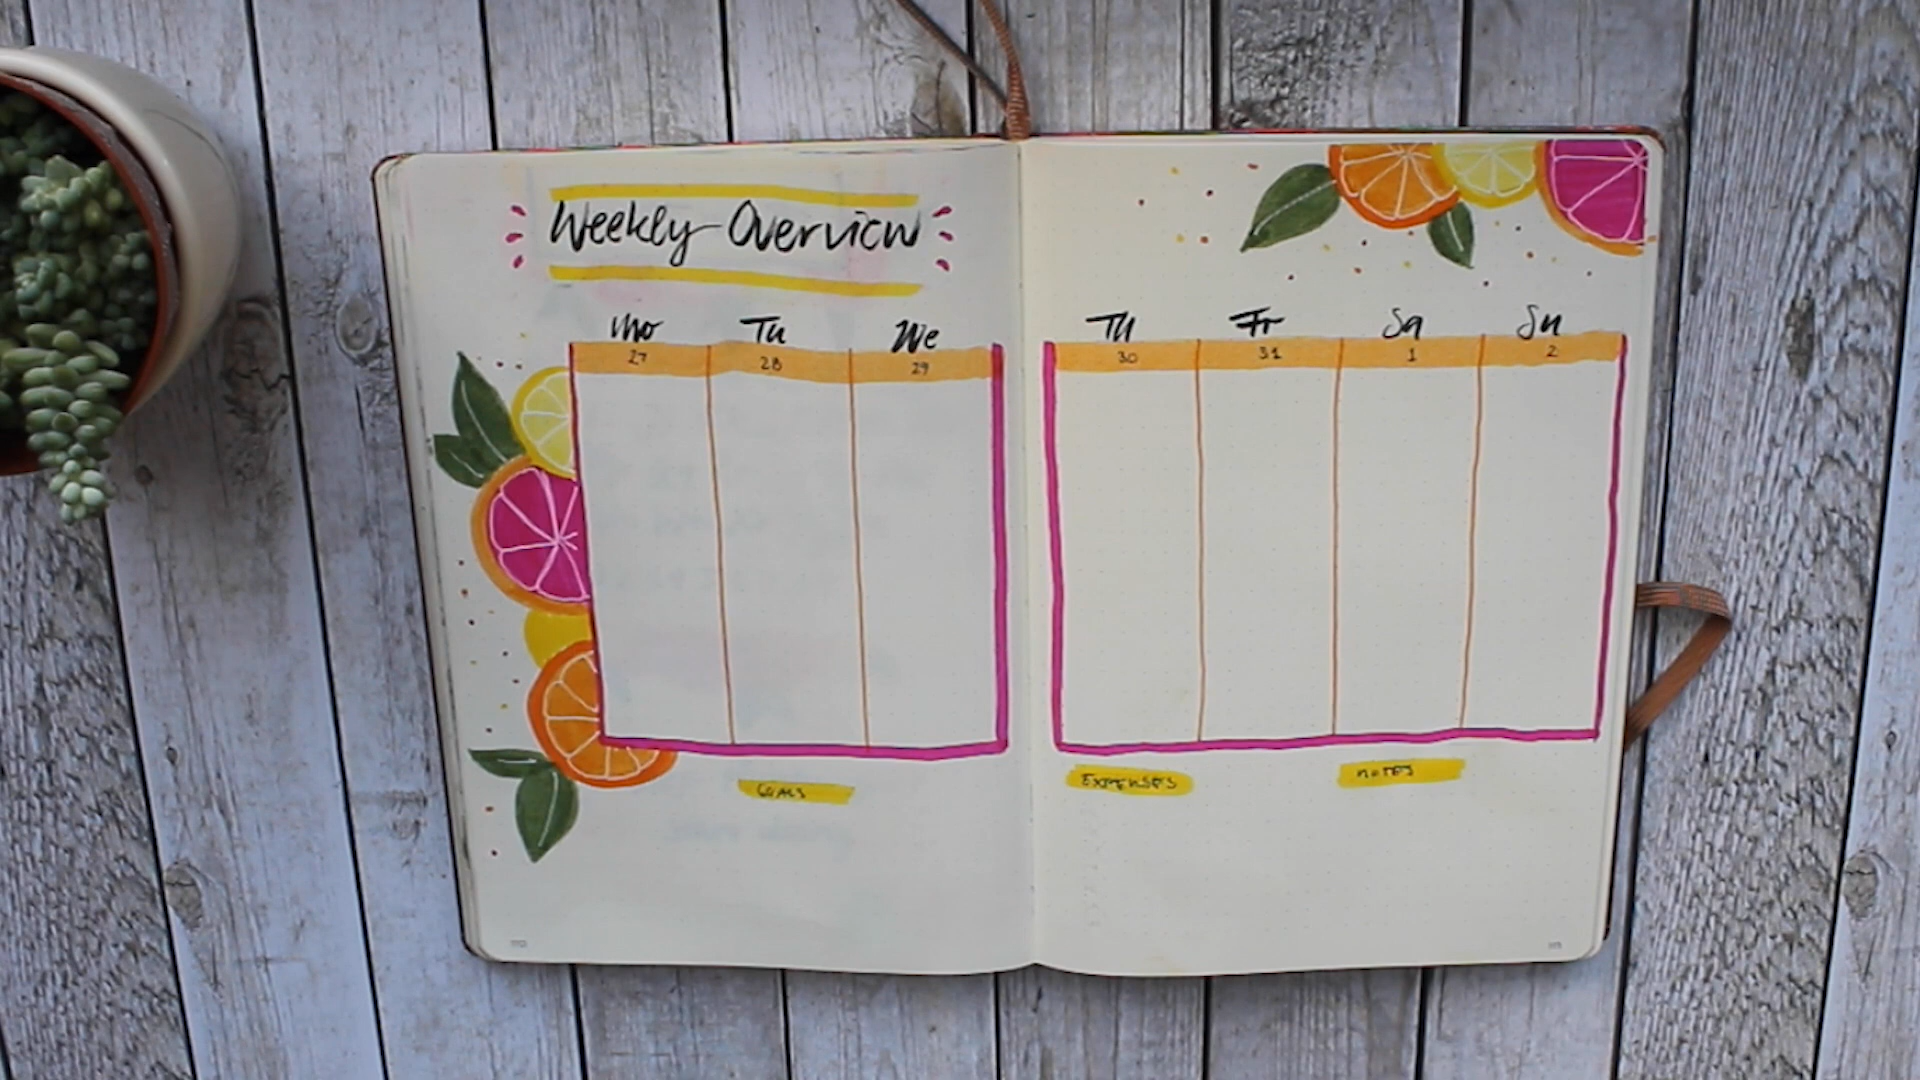 Weekly Overview
Mo Tu We Th Fr Sa Su
27 28 29 30 31 1 2
GOALS EXPENSES NOTES